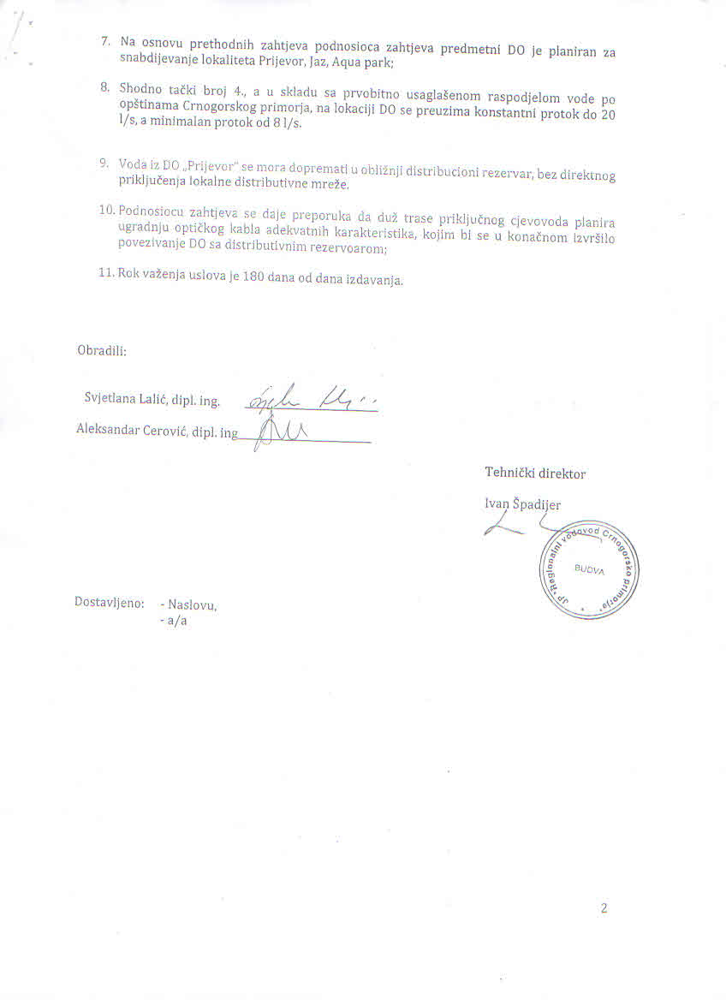 7. Na osnovu prethodnih zahtjeva podnosioca zahtjeva predmetni DO je planiran za
snabdijevanje lokaliteta Prijevor, Jaz, Aqua park;
8. Shodno tački broj 4., a u skladu sa prvobitno usaglašenom raspodjelom vode po
opštinama Crnogorskog primorja, na lokaciji DO se preuzima konstantni protok do 20
l/s, a minimalan protok od 8 l/s.
9. Voda iz DO „Prijevor“ se mora dopremati u obližnji distribucioni rezervar, bez direktnog
priključenja lokalne distributivne mreže.
10. Podnosiocu zahtjeva se daje preporuka da duž trase priključnog cjevovoda planira
ugradnju optičkog kabla adekvatnih karakteristika, kojim bi se u konačnom izvršilo
povezivanje DO sa distributivnim rezervoarom;
11. Rok važenja uslova je 180 dana od dana izdavanja.
Obradili:
Svjetlana Lalić, dipl. ing.
Aleksandar Cerović, dipl. ing
Tehnički direktor
Ivan Špadijer
JP "Regionalni vodovod Crnogorsko primorje"
BUDVA
Dostavljeno: - Naslovu,
- a/a
2